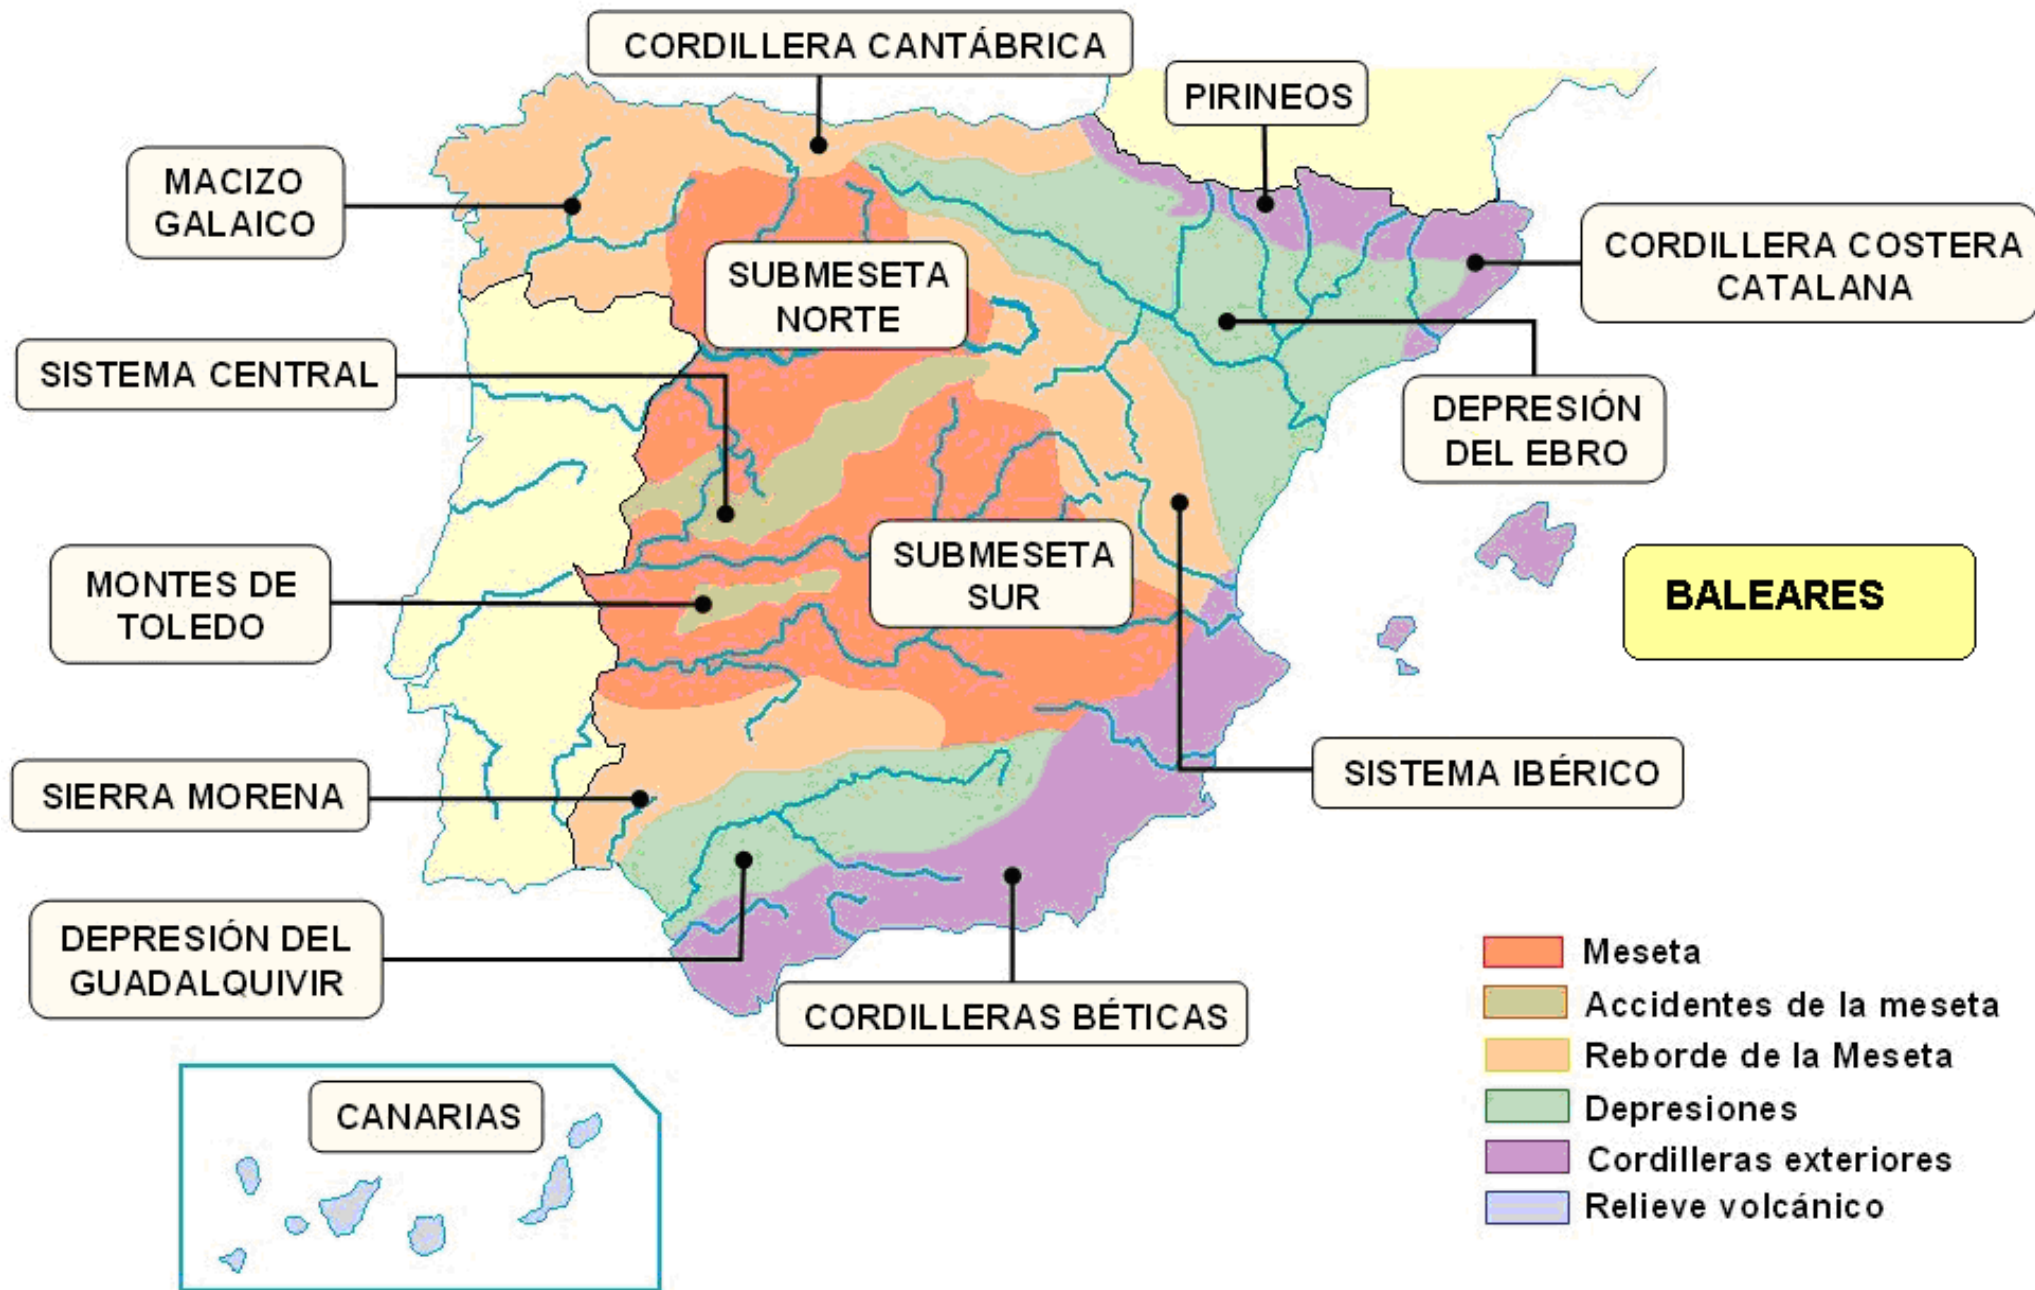 CORDILLERA CANTÁBRICA
PIRINEOS
MACIZO
GALAICO
CORDILLERA COSTERA
CATALANA
SUBMESETA
NORTE
SISTEMA CENTRAL
DEPRESIÓN
DEL EBRO
SUBMESETA
SUR
MONTES DE
TOLEDO
BALEARES
SISTEMA IBÉRICO
SIERRA MORENA
DEPRESIÓN DEL
GUADALQUIVIR
CORDILLERAS BÉTICAS
CANARIAS
Meseta
Accidentes de la meseta
Reborde de la Meseta
Depresiones
Cordilleras exteriores
Relieve volcánico